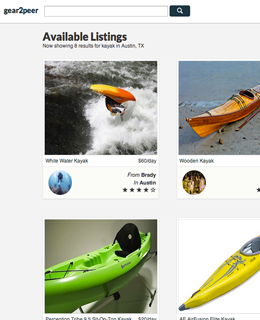 gear2peer
Available Listings
Now showing 8 results for kayak in Austin, TX
White Water Kayak $60/day
Wooden Kayak
From Brady
In Austin
★★★★☆
Perception Tribe 9.5 Sit-On-Top Kayak $20/day
AE AirFusion Elite Kayak